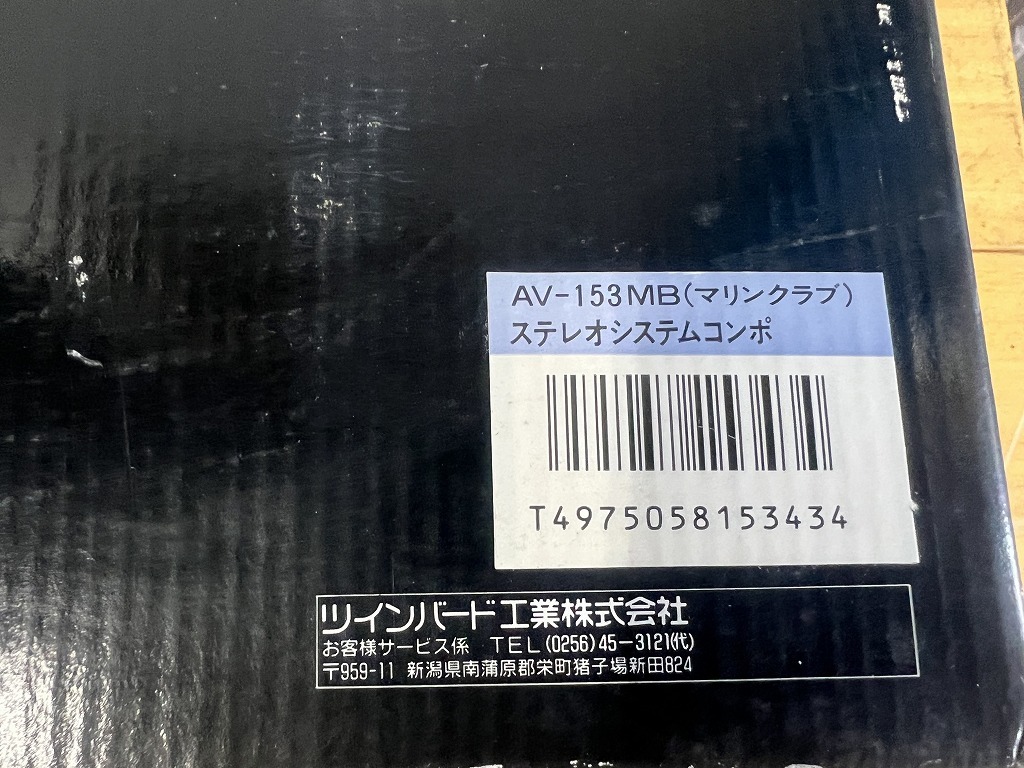 AV-153MB(マリンクラブ)
ステレオシステムコンポ
T4975058153434
ツインバード工業株式会社
お客様サービス係 TEL(0256)45-3121(代)
〒959-11 新潟県南蒲原郡栄町猪子場新田824